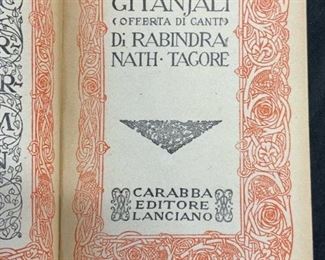 GITANJALI
(OFFERTA DI CANTI)
DI RABINDRA
NATH · TAGORE
CARABBA
EDITORE
LANCIANO
R
R
M
N